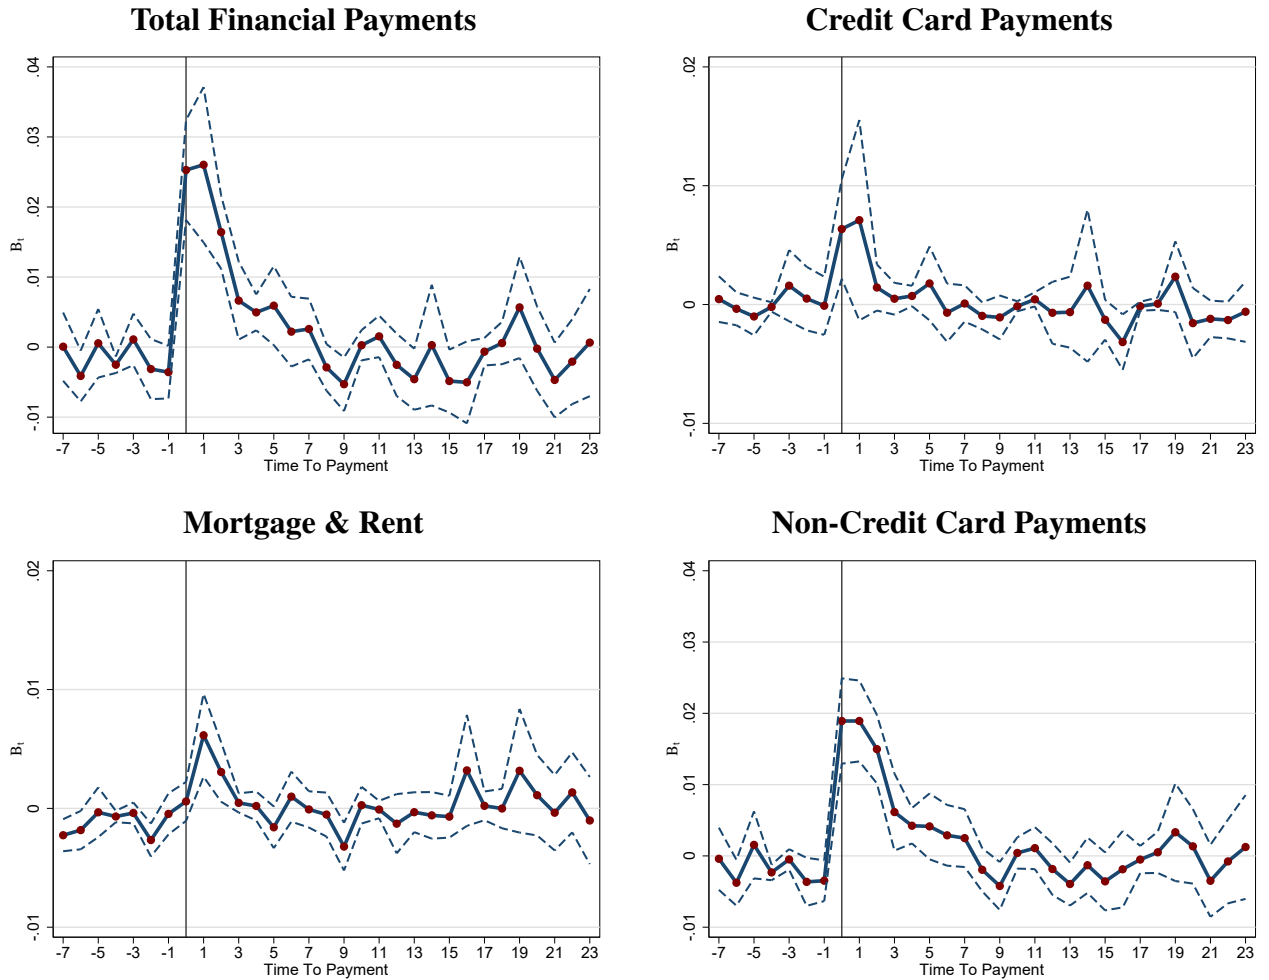 Total Financial Payments
.04
.03
.02
.01
0
-.01
Bt
-7 -5 -3 -1 1 3 5 7 9 11 13 15 17 19 21 23
Time To Payment
Credit Card Payments
.02
.01
0
-.01
Bt
-7 -5 -3 -1 1 3 5 7 9 11 13 15 17 19 21 23
Time To Payment
Mortgage & Rent
.02
.01
0
-.01
Bt
-7 -5 -3 -1 1 3 5 7 9 11 13 15 17 19 21 23
Time To Payment
Non-Credit Card Payments
.04
.03
.02
.01
0
-.01
Bt
-7 -5 -3 -1 1 3 5 7 9 11 13 15 17 19 21 23
Time To Payment